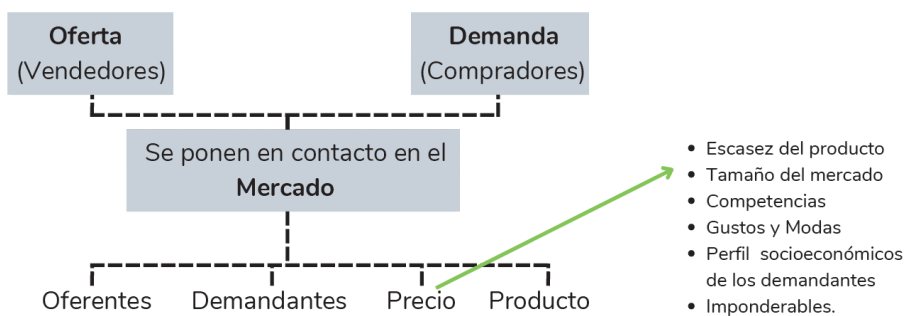 Oferta
(Vendedores)
Demanda
(Compradores)
Se ponen en contacto en el
Mercado
Oferentes
Demandantes
Precio
Producto
• Escasez del producto
• Tamaño del mercado
• Competencias
• Gustos y Modas
• Perfil socioeconómicos
de los demandantes
• Imponderables.